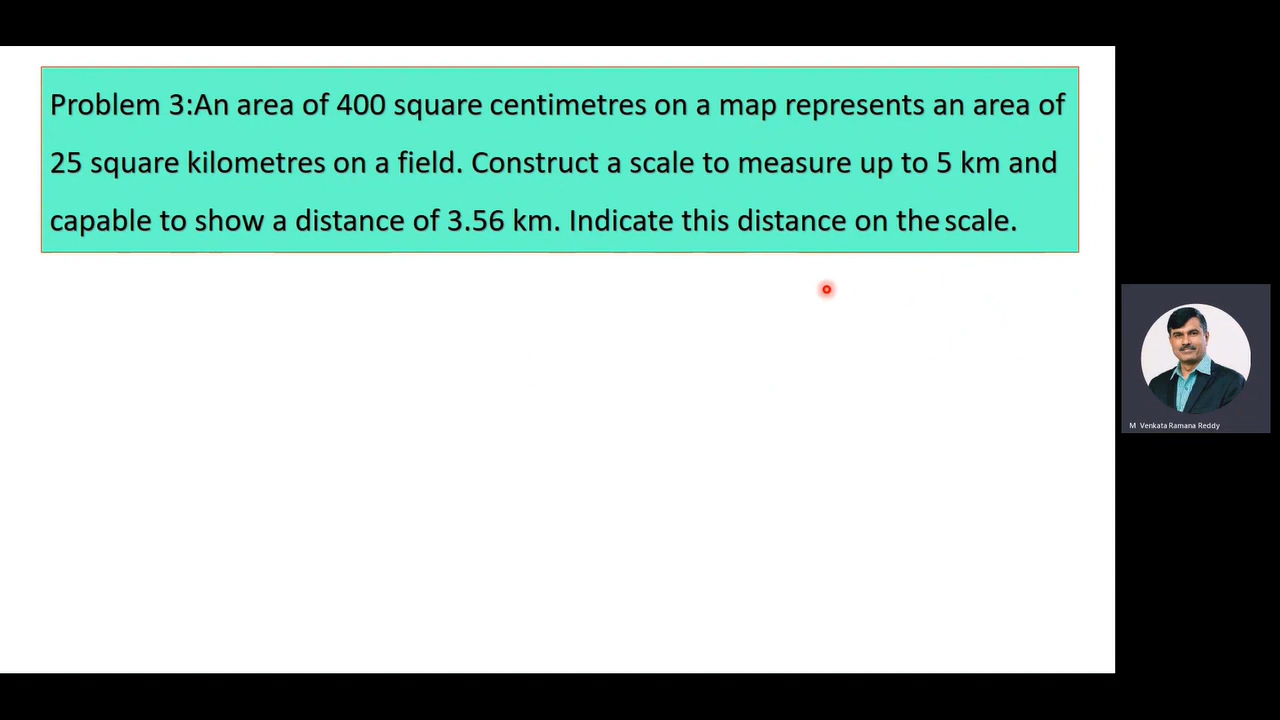 Problem 3:An area of 400 square centimetres on a map represents an area of
25 square kilometres on a field. Construct a scale to measure up to 5 km and
capable to show a distance of 3.56 km. Indicate this distance on the scale.
M Venkata Ramana Reddy